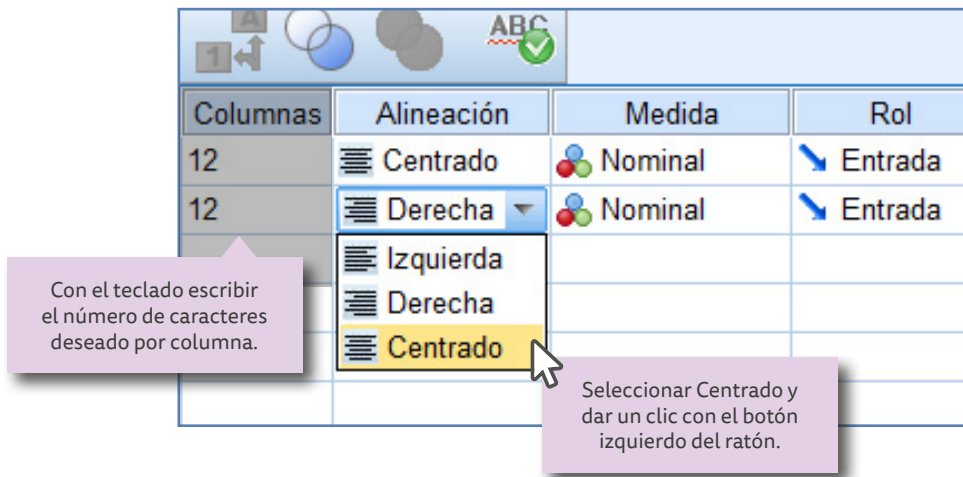 A
1
ABC
Columnas Alineación Medida Rol
12 Centrado Nominal Entrada
12 Derecha Nominal Entrada
Izquierda
Derecha
Centrado
Con el teclado escribir
el número de caracteres
deseado por columna.
Seleccionar Centrado y
dar un clic con el botón
izquierdo del ratón.